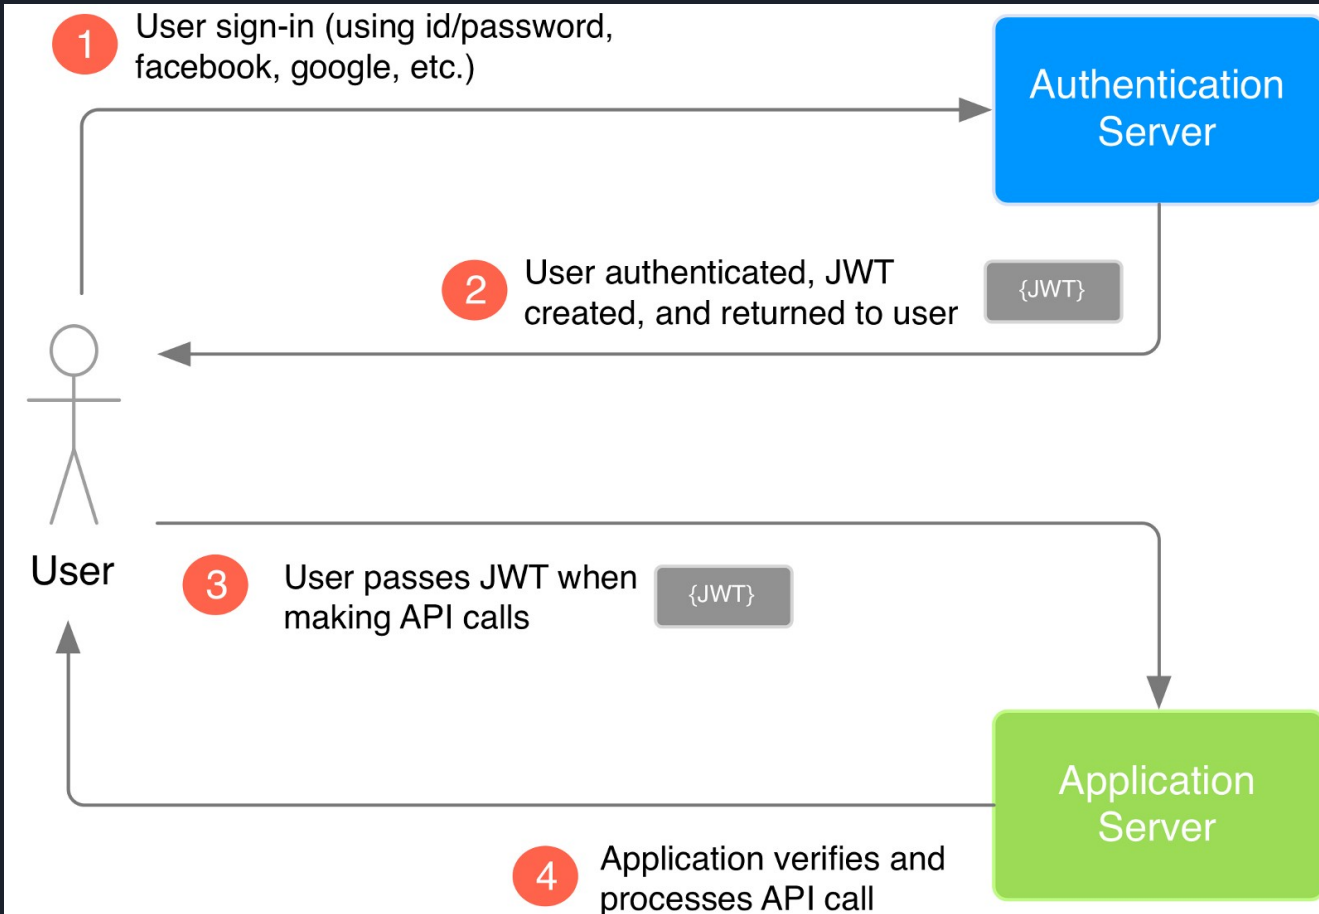 1
User sign-in (using id/password,
facebook, google, etc.)
Authentication
Server
2
User authenticated, JWT
created, and returned to user
{JWT}
User
3
User passes JWT when
making API calls
{JWT}
Application
Server
4
Application verifies and
processes API call